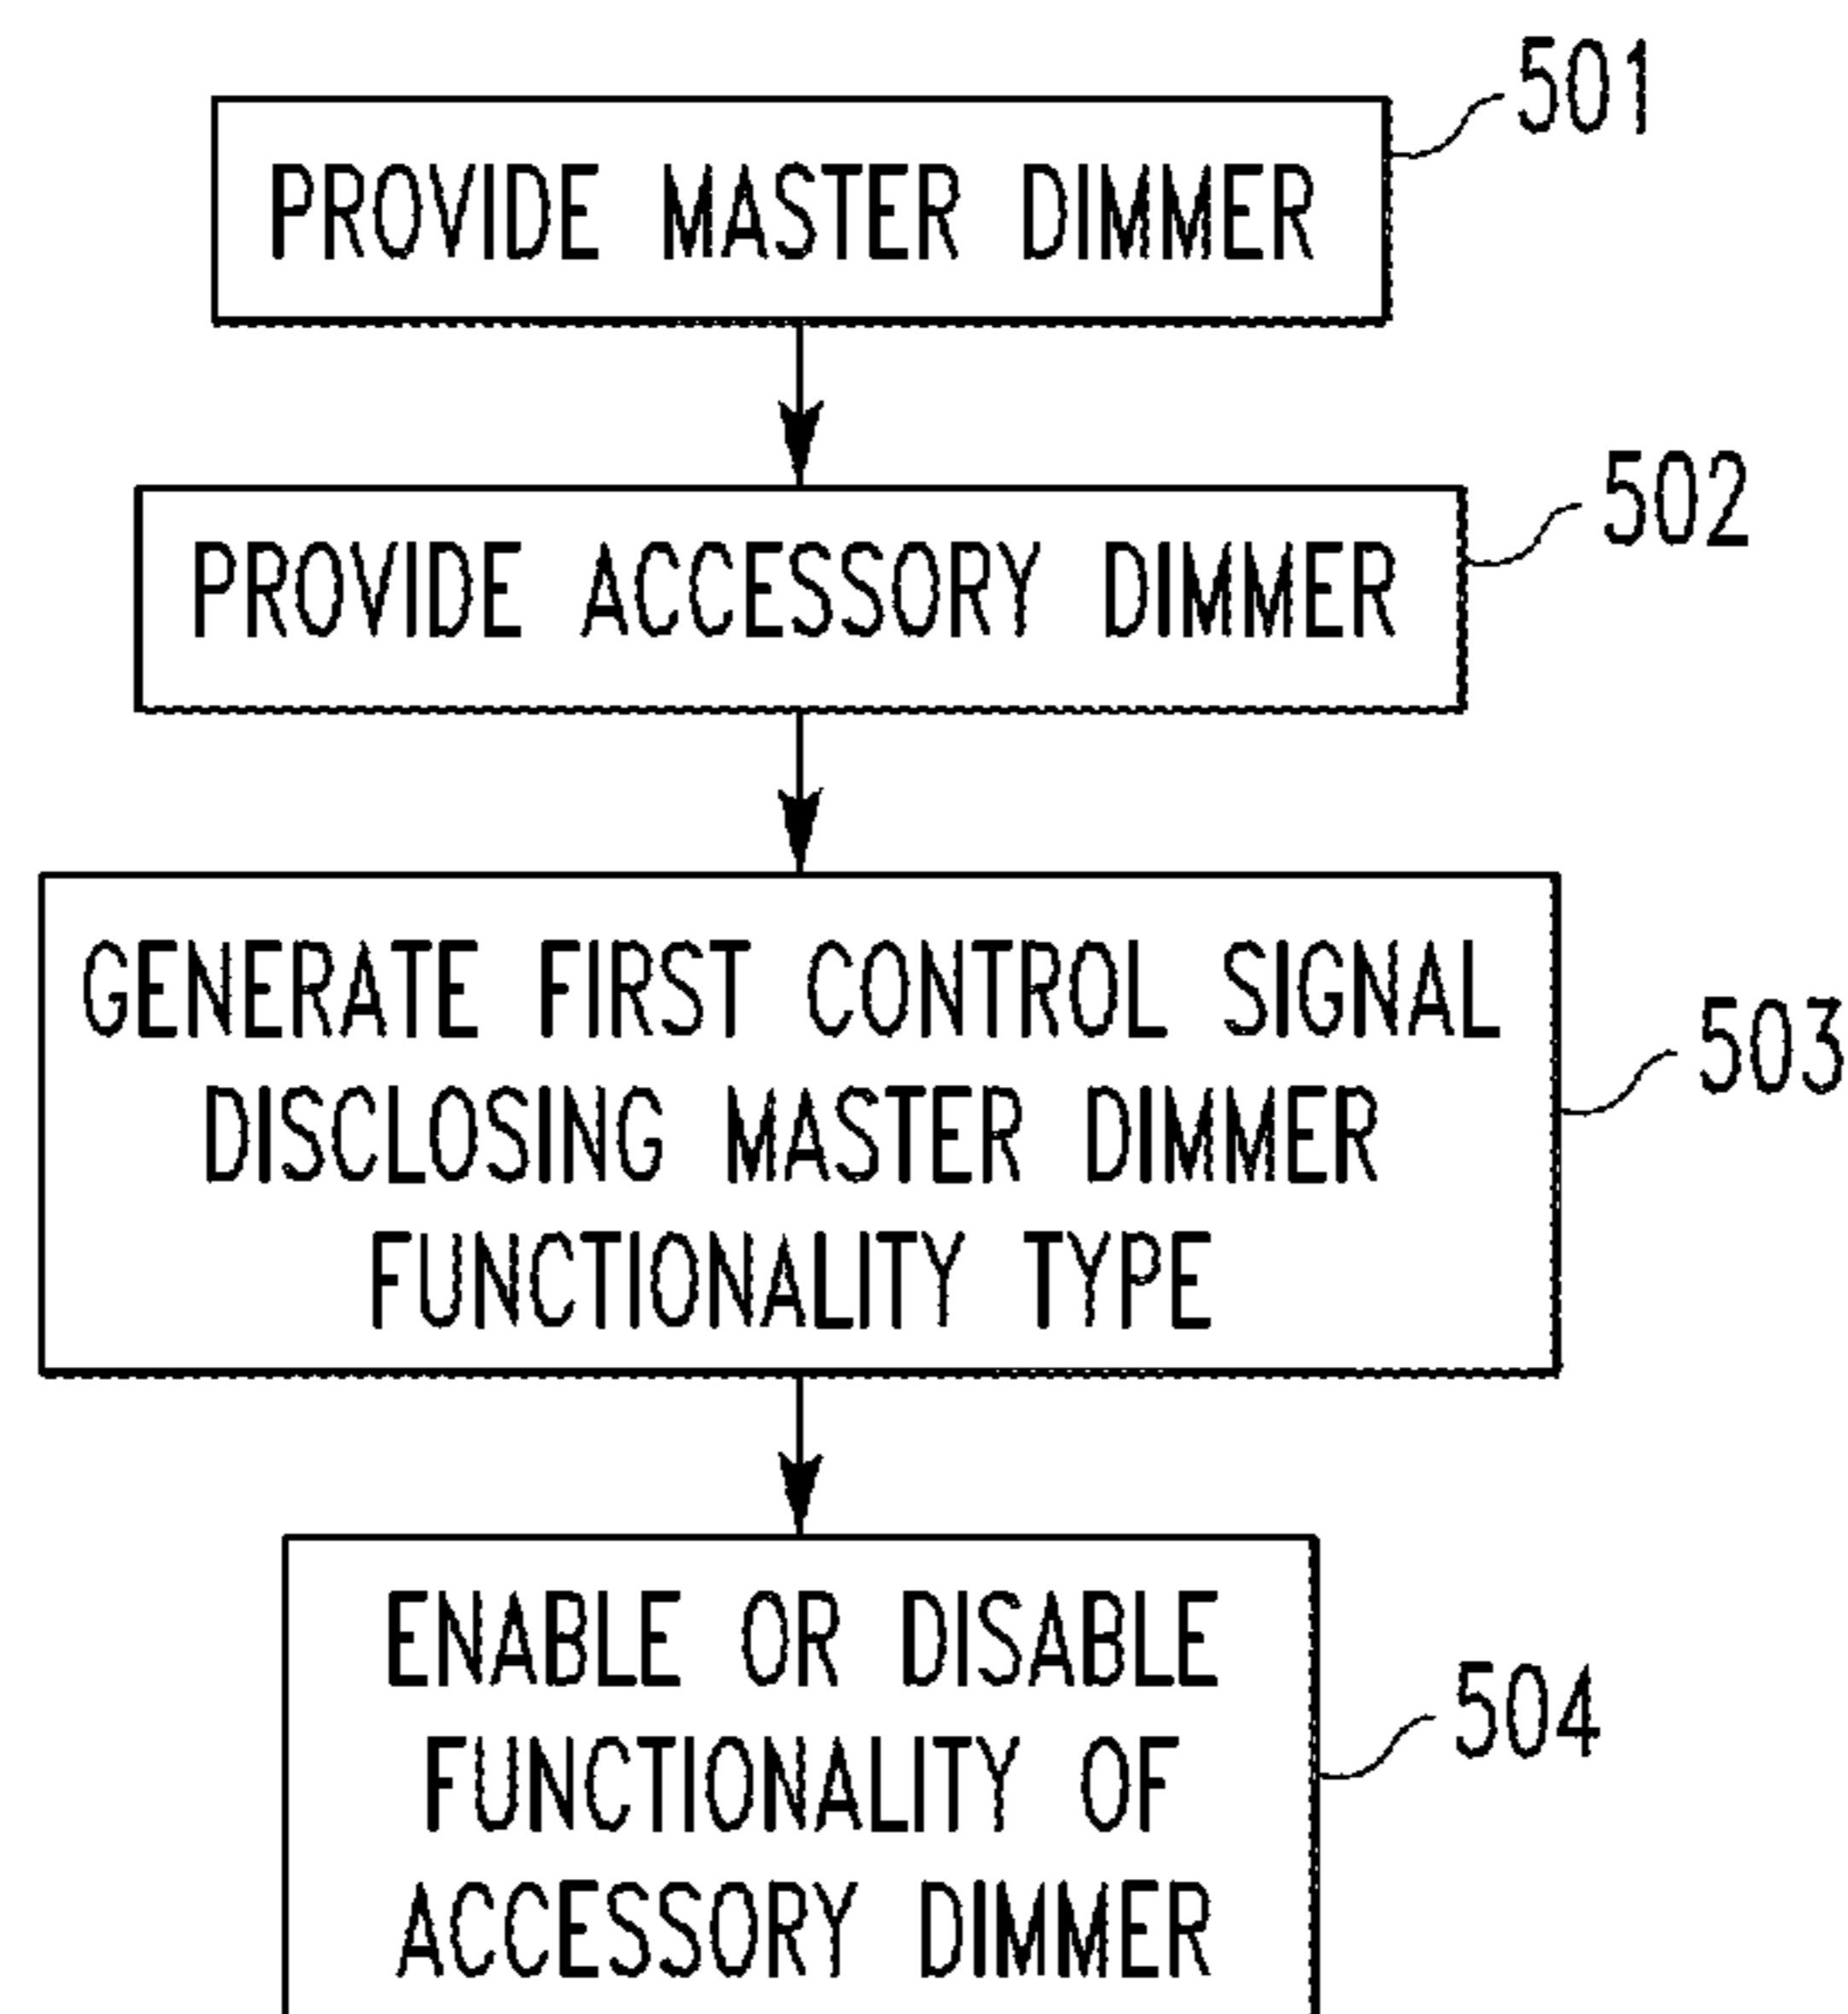 501
PROVIDE MASTER DIMMER
502
PROVIDE ACCESSORY DIMMER
GENERATE FIRST CONTROL SIGNAL
DISCLOSING MASTER DIMMER
FUNCTIONALITY TYPE
503
ENABLE OR DISABLE
FUNCTIONALITY OF
ACCESSORY DIMMER
504